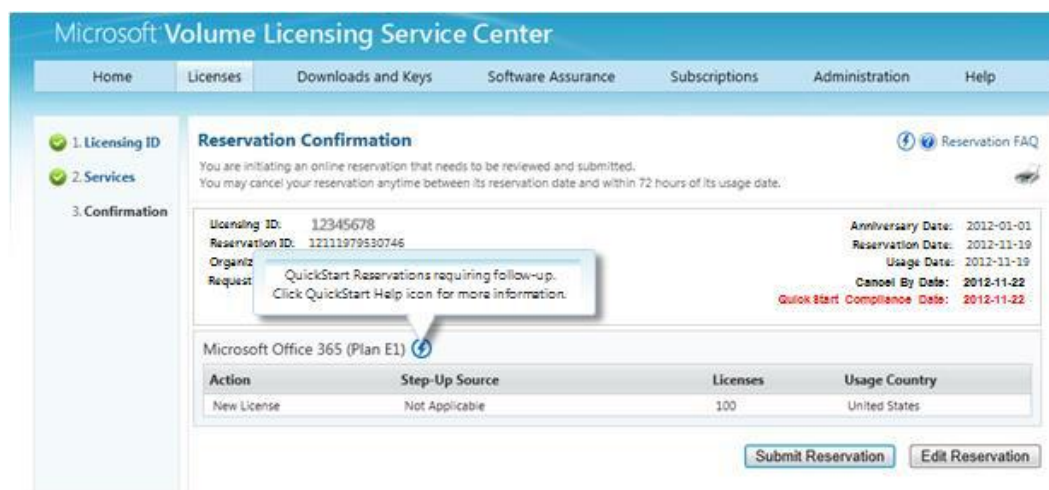 Microsoft Volume Licensing Service Center
Home Licenses Downloads and Keys Software Assurance Subscriptions Administration Help
1. Licensing ID
2. Services
3. Confirmation
Reservation Confirmation
Reservation FAQ
You are initiating an online reservation that needs to be reviewed and submitted.
You may cancel your reservation anytime between its reservation date and within 72 hours of its usage date.
Licensing ID: 12345678
Reservation ID: 12111979530746
Organiz
Request
Anniversary Date: 2012-01-01
Reservation Date: 2012-11-19
Usage Date: 2012-11-19
Cancel By Date: 2012-11-22
Quick Start Compliance Date: 2012-11-22
QuickStart Reservations requiring follow-up.
Click QuickStart Help icon for more information.
Microsoft Office 365 (Plan E1)
Action Step-Up Source Licenses Usage Country
New License Not Applicable 100 United States
Submit Reservation Edit Reservation